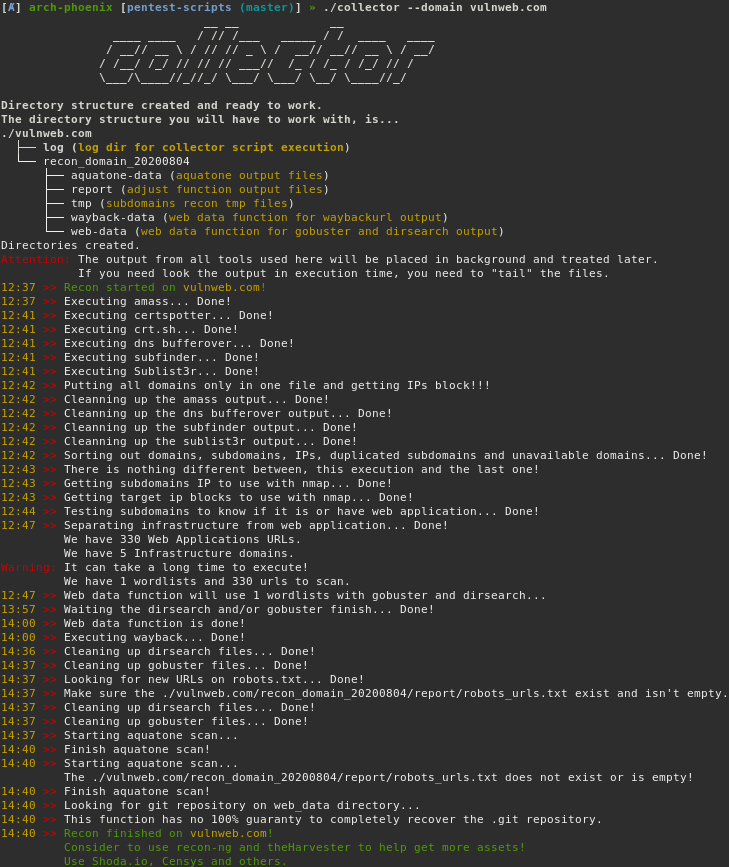 [A] arch-phoenix [pentest-scripts (master)] » ./collector --domain vulnweb.com
collector
Directory structure created and ready to work.
The directory structure you will have to work with, is...
./vulnweb.com
├── log (log dir for collector script execution)
└── recon_domain_20200804
├── aquatone-data (aquatone output files)
├── report (adjust function output files)
├── tmp (subdomains recon tmp files)
├── wayback-data (web data function for waybackurl output)
└── web-data (web data function for gobuster and dirsearch output)
Directories created.
Attention: The output from all tools used here will be placed in background and treated later.
If you need look the output in execution time, you need to "tail" the files.
12:37 >> Recon started on vulnweb.com!
12:37 >> Executing amass... Done!
12:41 >> Executing certspotter... Done!
12:41 >> Executing crt.sh... Done!
12:41 >> Executing dns bufferover... Done!
12:41 >> Executing subfinder... Done!
12:41 >> Executing Sublist3r... Done!
12:42 >> Putting all domains only in one file and getting IPs block!!!
12:42 >> Cleanning up the amass output... Done!
12:42 >> Cleanning up the dns bufferover output... Done!
12:42 >> Cleanning up the subfinder output... Done!
12:42 >> Cleanning up the sublist3r output... Done!
12:42 >> Sorting out domains, subdomains, IPs, duplicated subdomains and unavailable domains... Done!
12:43 >> There is nothing different between, this execution and the last one!
12:43 >> Getting subdomains IP to use with nmap... Done!
12:43 >> Getting target ip blocks to use with nmap... Done!
12:44 >> Testing subdomains to know if it is or have web application... Done!
12:47 >> Separating infrastructure from web application... Done!
We have 330 Web Applications URLs.
We have 5 Infrastructure domains.
Warning: It can take a long time to execute!
We have 1 wordlists and 330 urls to scan.
12:47 >> Web data function will use 1 wordlists with gobuster and dirsearch...
13:57 >> Waiting the dirsearch and/or gobuster finish... Done!
14:00 >> Web data function is done!
14:00 >> Executing wayback... Done!
14:36 >> Cleaning up dirsearch files... Done!
14:37 >> Cleaning up gobuster files... Done!
14:37 >> Looking for new URLs on robots.txt... Done!
14:37 >> Make sure the ./vulnweb.com/recon_domain_20200804/report/robots_urls.txt exist and isn't empty.
14:37 >> Cleaning up dirsearch files... Done!
14:37 >> Cleaning up gobuster files... Done!
14:37 >> Starting aquatone scan...
14:40 >> Finish aquatone scan!
14:40 >> Starting aquatone scan...
The ./vulnweb.com/recon_domain_20200804/report/robots_urls.txt does not exist or is empty!
14:40 >> Finish aquatone scan!
14:40 >> Looking for git repository on web_data directory...
14:40 >> This function has no 100% guaranty to completely recover the .git repository.
14:40 >> Recon finished on vulnweb.com!
Consider to use recon-ng and theHarvester to help get more assets!
Use Shoda.io, Censys and others.